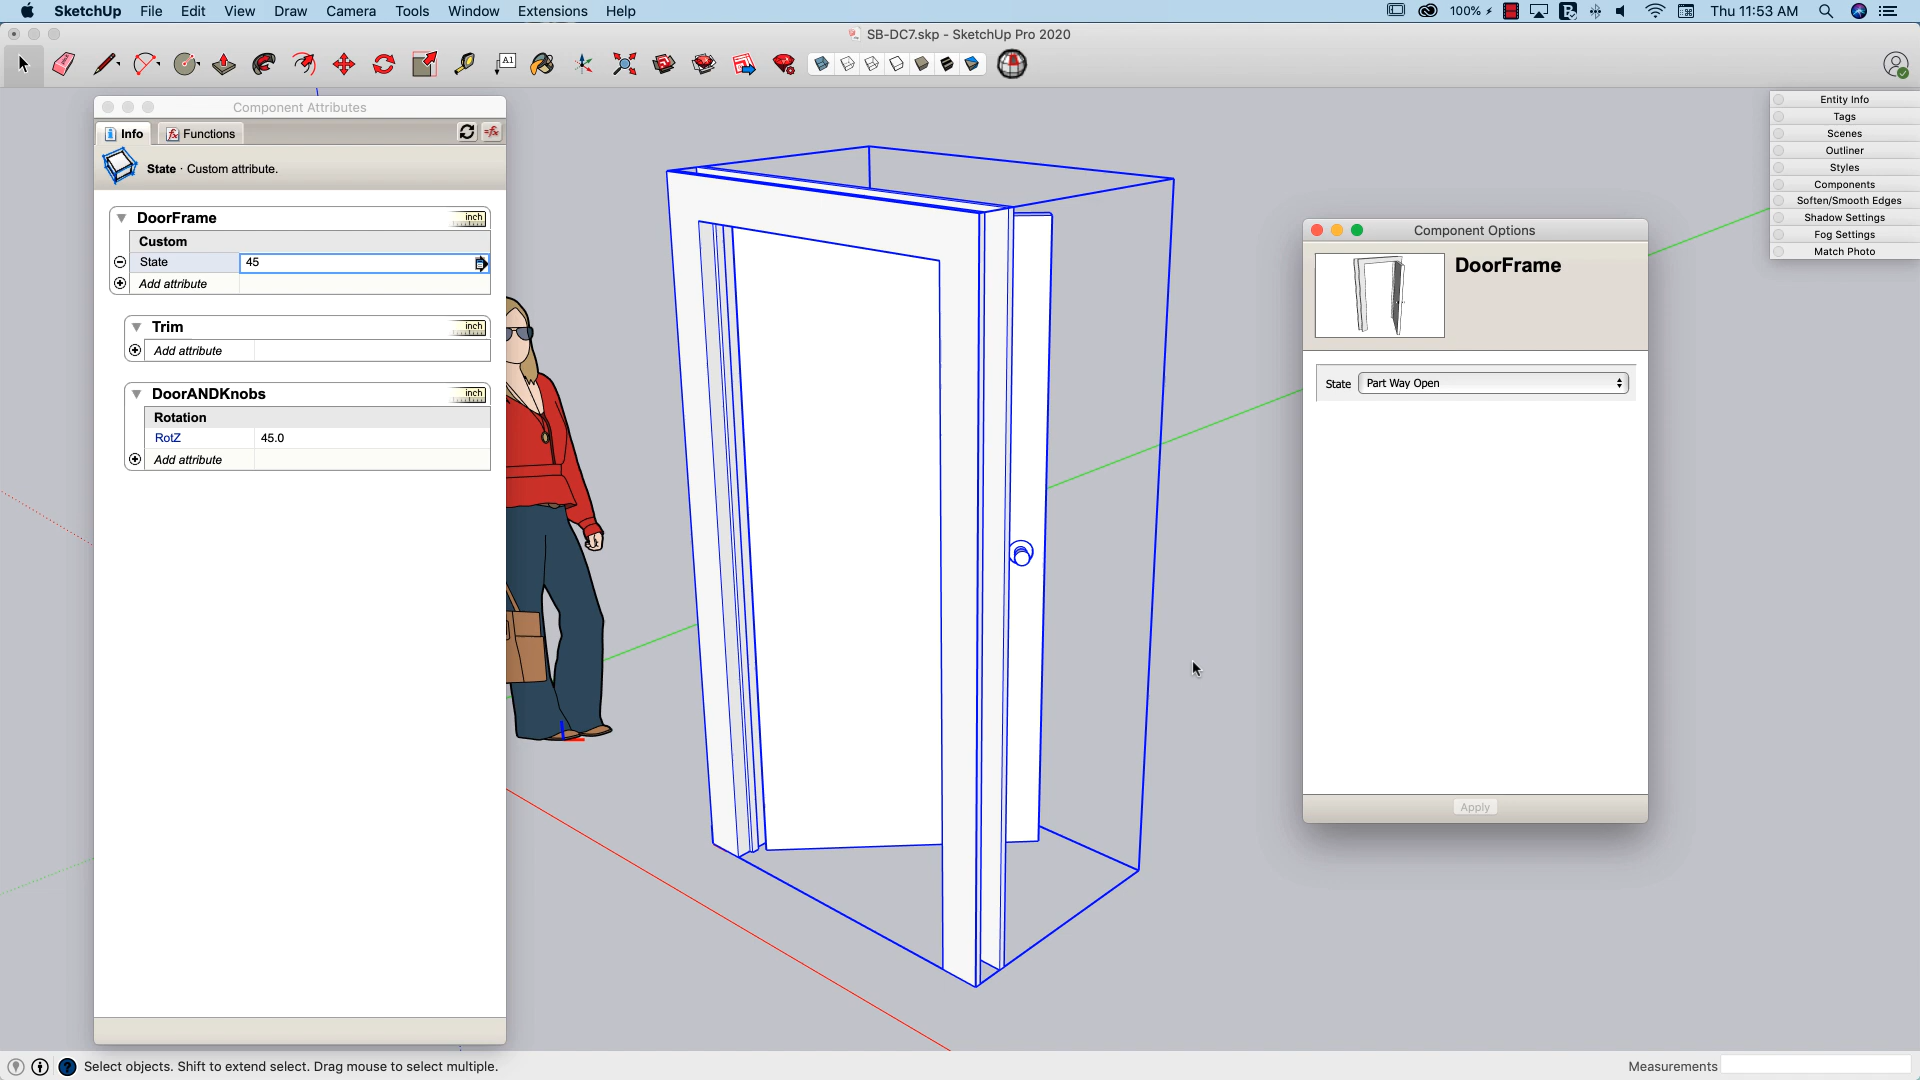 SketchUp File Edit View Draw Camera Tools Window Extensions Help 100% Thu 11:53 AM
SB-DC7.skp - SketchUp Pro 2020
A1
Component Attributes
Info Functions
State · Custom attribute.
DoorFrame inch
Custom
State 45
Add attribute
Trim inch
Add attribute
DoorANDKnobs inch
Rotation
RotZ 45.0
Add attribute
Component Options
DoorFrame
State Part Way Open
Apply
Entity Info
Tags
Scenes
Outliner
Styles
Components
Soften/Smooth Edges
Shadow Settings
Fog Settings
Match Photo
Select objects. Shift to extend select. Drag mouse to select multiple.
Measurements